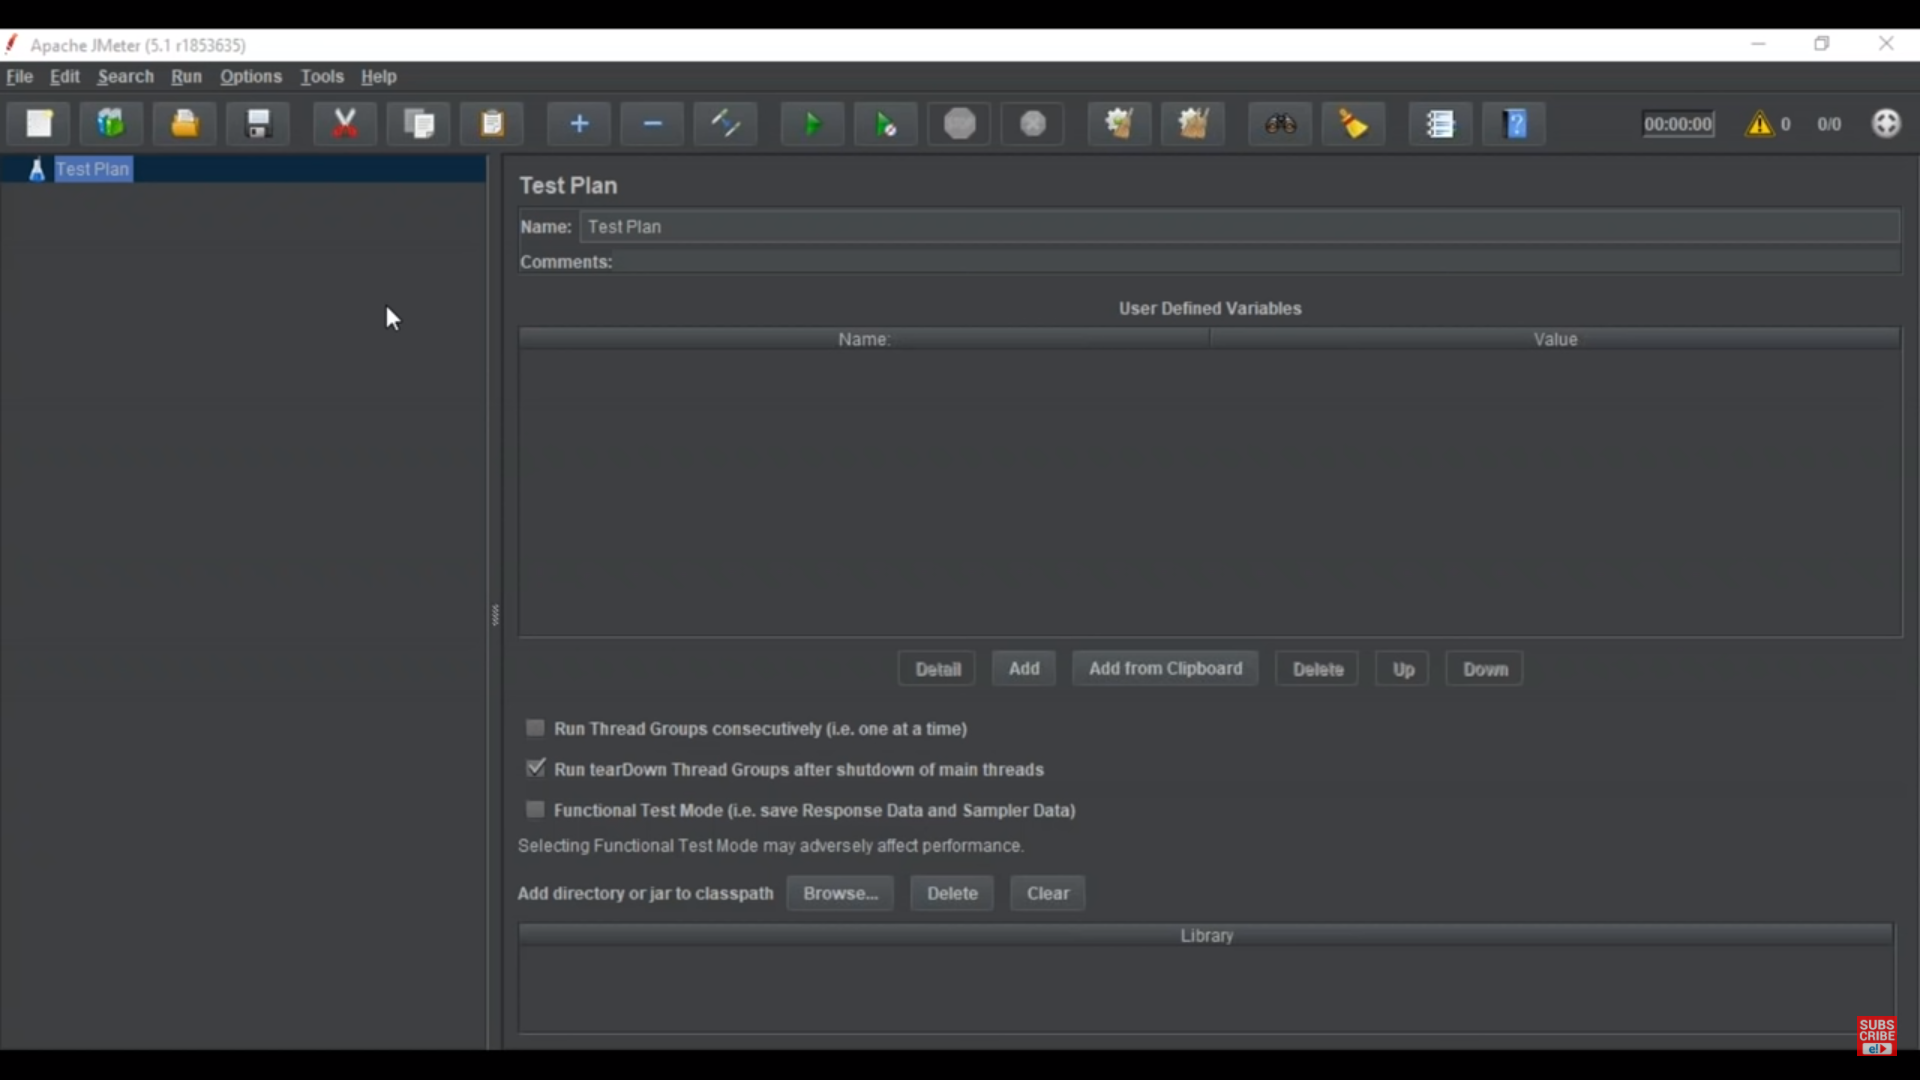 Apache JMeter (5.1 r1853635)
File Edit Search Run Options Tools Help
00:00:00 0 0/0
Test Plan
Test Plan
Name: Test Plan
Comments:
User Defined Variables
Name: Value
Detail Add Add from Clipboard Delete Up Down
Run Thread Groups consecutively (i.e. one at a time)
Run tearDown Thread Groups after shutdown of main threads
Functional Test Mode (i.e. save Response Data and Sampler Data)
Selecting Functional Test Mode may adversely affect performance.
Add directory or jar to classpath Browse... Delete Clear
Library
SUBS
CRIBE
e!